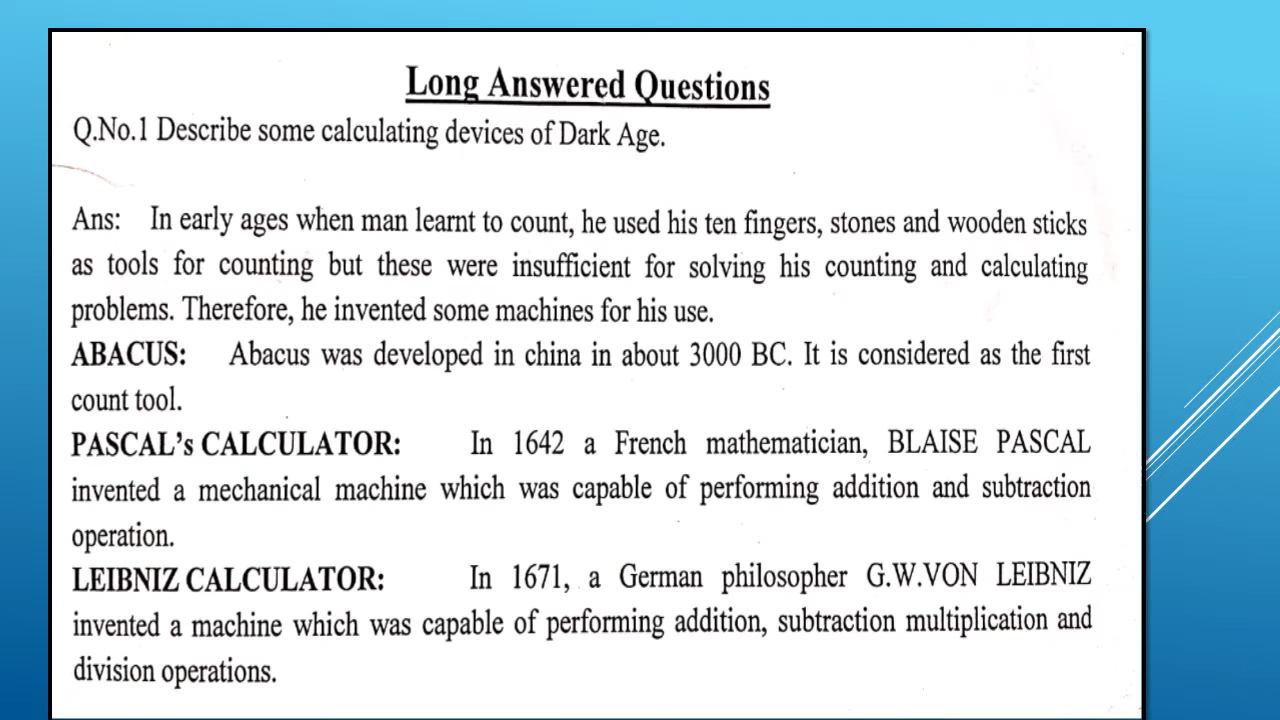 Long Answered Questions
Q.No.1 Describe some calculating devices of Dark Age.
Ans: In early ages when man learnt to count, he used his ten fingers, stones and wooden sticks
as tools for counting but these were insufficient for solving his counting and calculating
problems. Therefore, he invented some machines for his use.
ABACUS: Abacus was developed in china in about 3000 BC. It is considered as the first
count tool.
PASCAL's CALCULATOR: In 1642 a French mathematician, BLAISE PASCAL
invented a mechanical machine which was capable of performing addition and subtraction
operation.
LEIBNIZ CALCULATOR: In 1671, a German philosopher G.W.VON LEIBNIZ
invented a machine which was capable of performing addition, subtraction multiplication and
division operations.